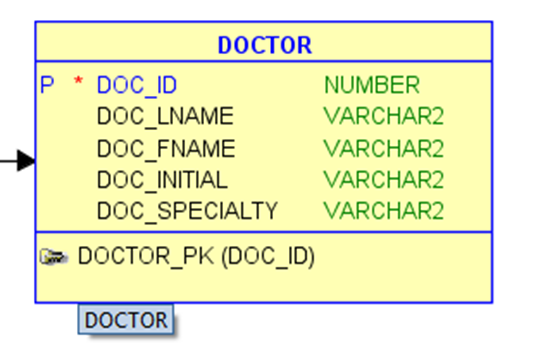 DOCTOR
P * DOC_ID NUMBER
DOC_LNAME VARCHAR2
DOC_FNAME VARCHAR2
DOC_INITIAL VARCHAR2
DOC_SPECIALTY VARCHAR2
DOCTOR_PK (DOC_ID)
DOCTOR